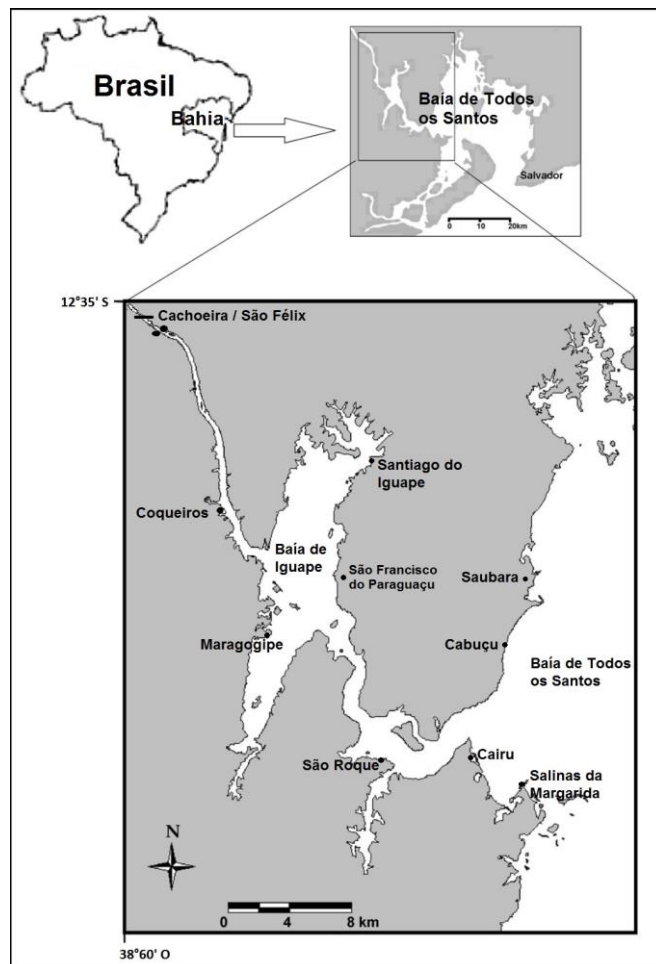 Brasil
Bahia
Baía de Todos
os Santos
Salvador
0 10 20km
12°35' S
Cachoeira / São Félix
Santiago do
Iguape
Coqueiros
Baía de
Iguape
São Francisco
do Paraguaçu
Saubara
Maragogipe
Cabuçu
Baía de Todos
os Santos
São Roque
Cairu
Salinas da
Margarida
N
0 4 8 km
38°60' O